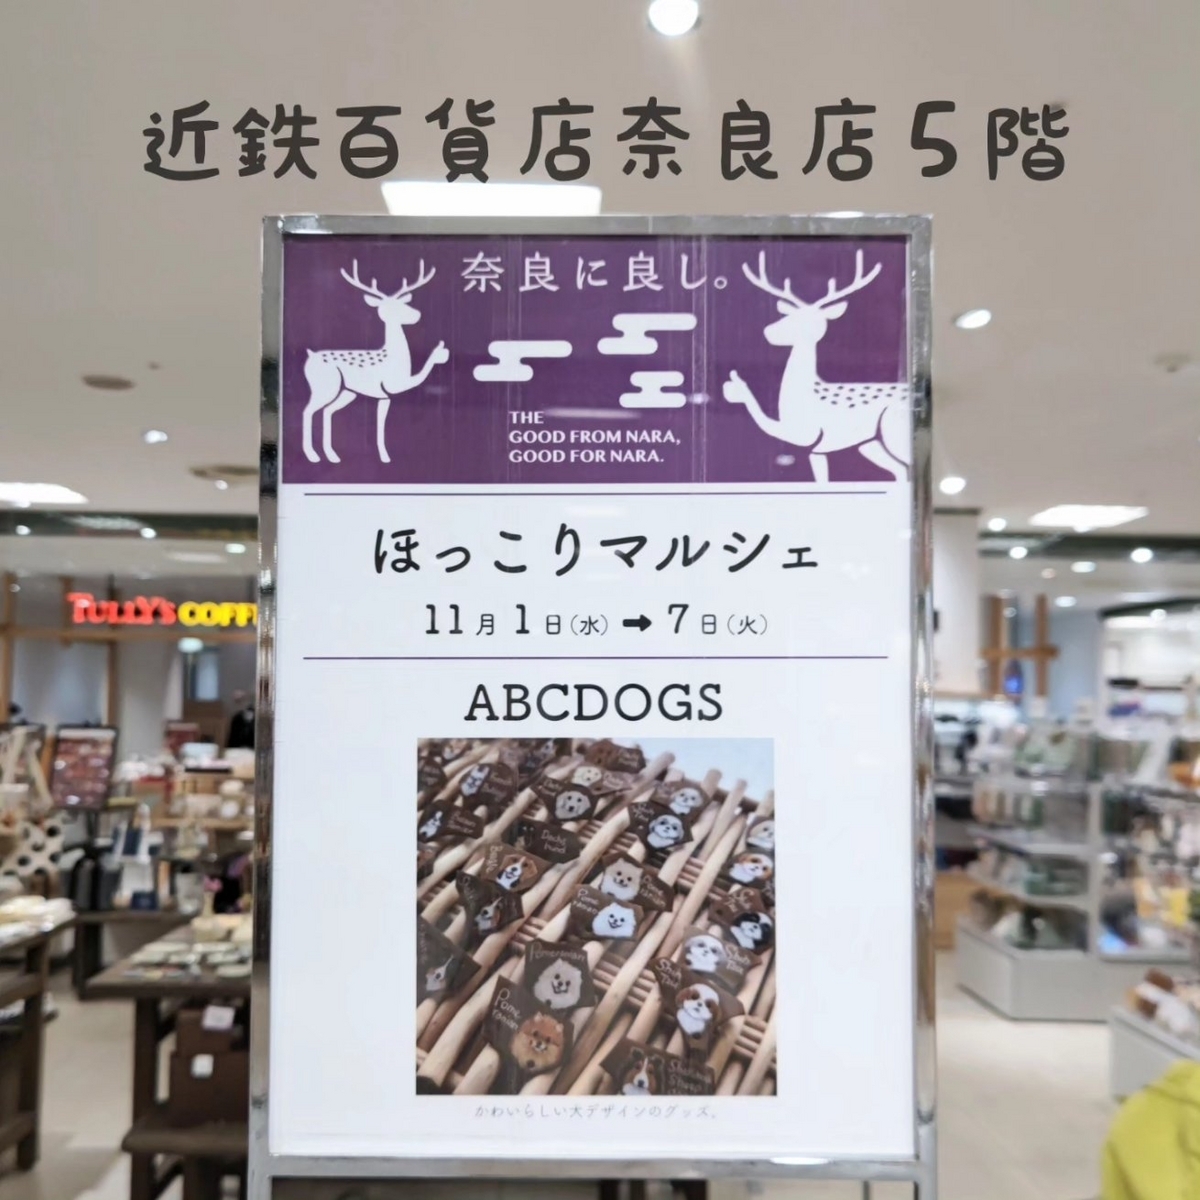 近鉄百貨店奈良店5階
奈良に良し。
THE
GOOD FROM NARA,
GOOD FOR NARA.
ほっこりマルシェ
11月1日(水)➡7日(火)
TULLY'S COFF
ABCDOGS
Pomeranian
Pome
ranian
かわいらしい犬デザインのグッズ。